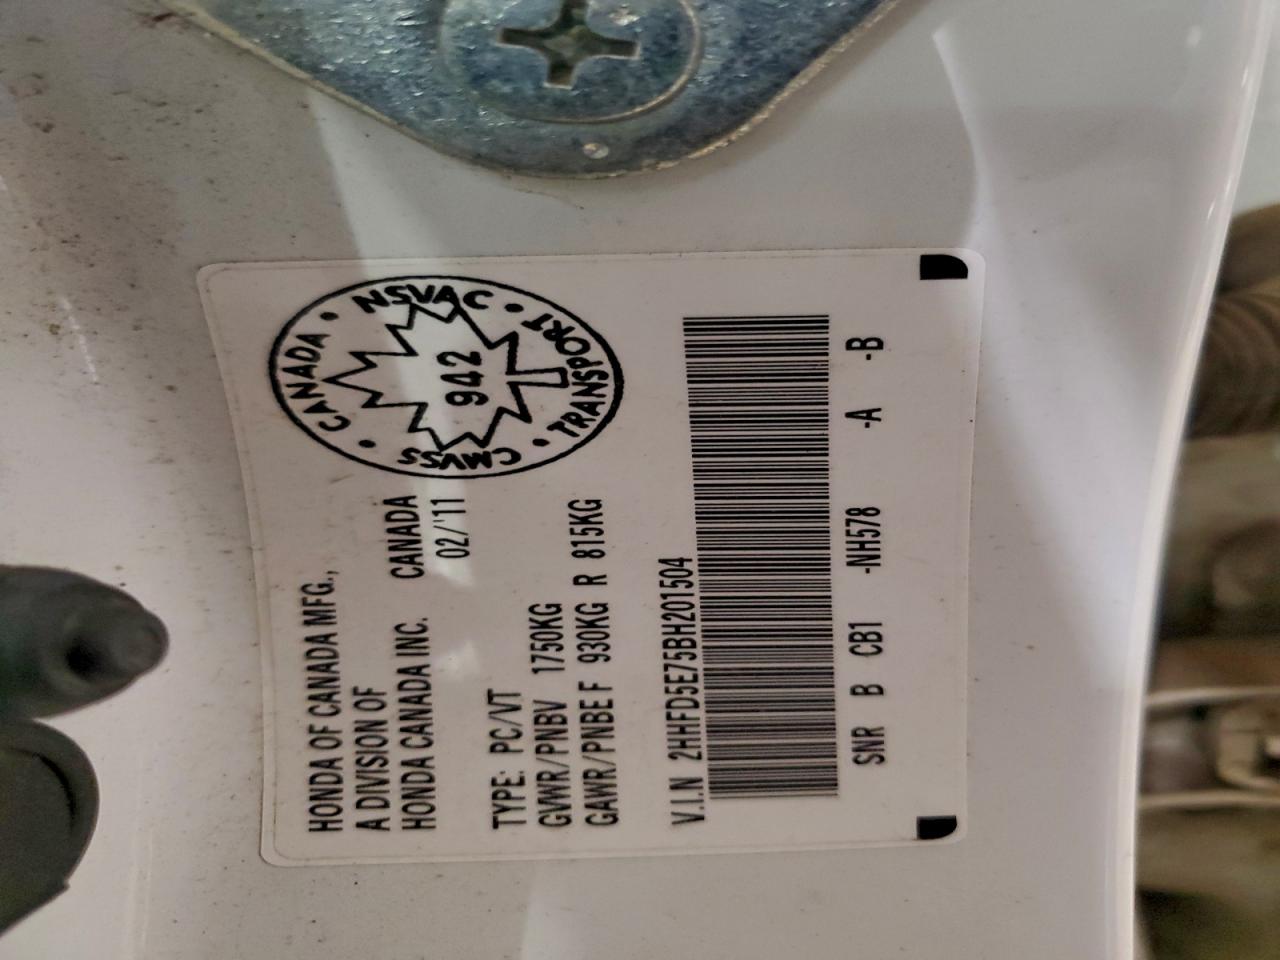 HONDA OF CANADA MFG.,
A DIVISION OF
HONDA CANADA INC. CANADA
02/'11
TYPE: PC/VT
GVWR/PNBV 1750KG
GAWR/PNBE F 930KG R 815KG
CANADA • NSVAC • TRANSPORT • CMVSS •
942
V.I.N 2HHFD5E75BH201504
SNR B CB1 -NH578 -A -B